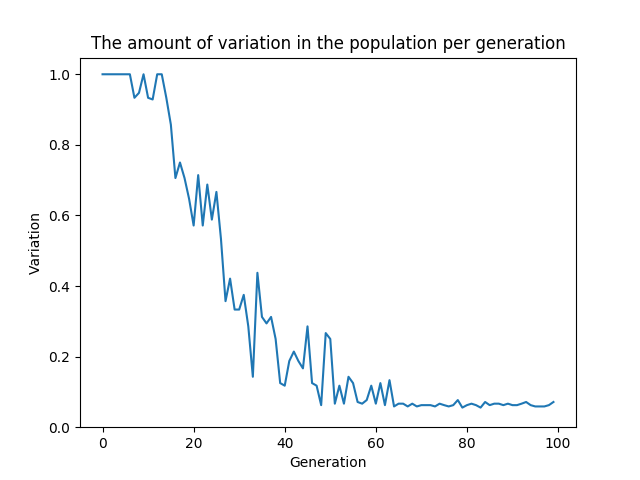 The amount of variation in the population per generation
1.0
0.8
0.6
0.4
0.2
0.0
Variation
0 20 40 60 80 100
Generation